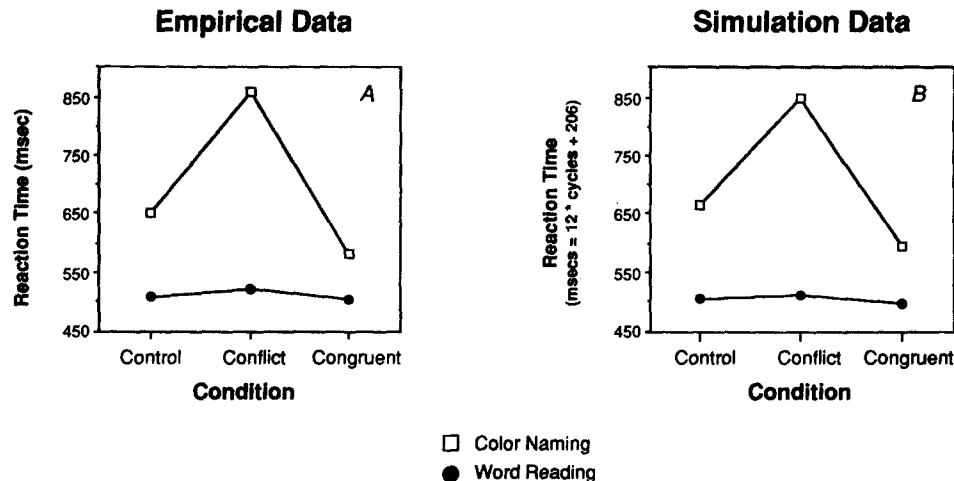 Empirical Data
A
Reaction Time (msec)
850
750
650
550
450
Control Conflict Congruent
Condition
Simulation Data
B
Reaction Time
(msecs = 12 * cycles + 206)
850
750
650
550
450
Control Conflict Congruent
Condition
Color Naming
Word Reading